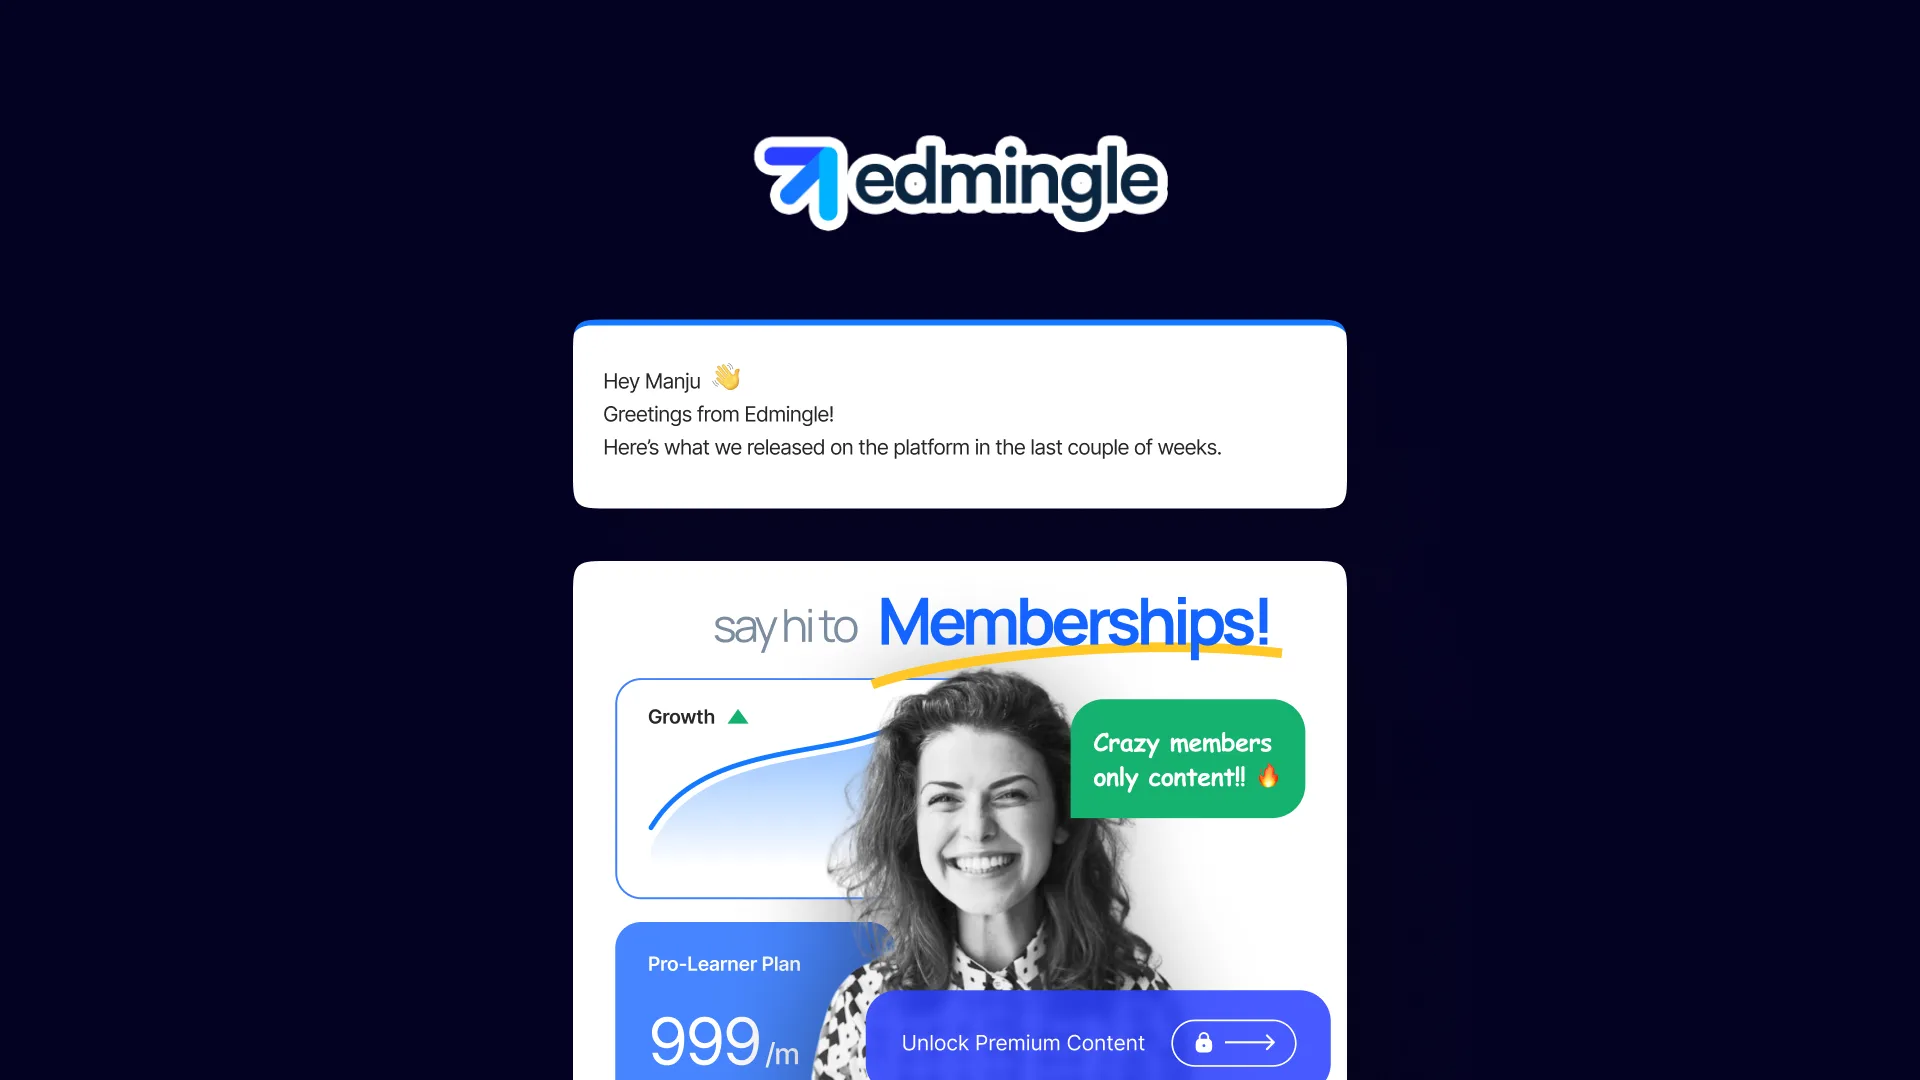 edmingle
Hey Manju 👋
Greetings from Edmingle!
Here’s what we released on the platform in the last couple of weeks.
say hi to Memberships!
Growth
Crazy members
only content!! 🔥
Pro-Learner Plan
999/m
Unlock Premium Content